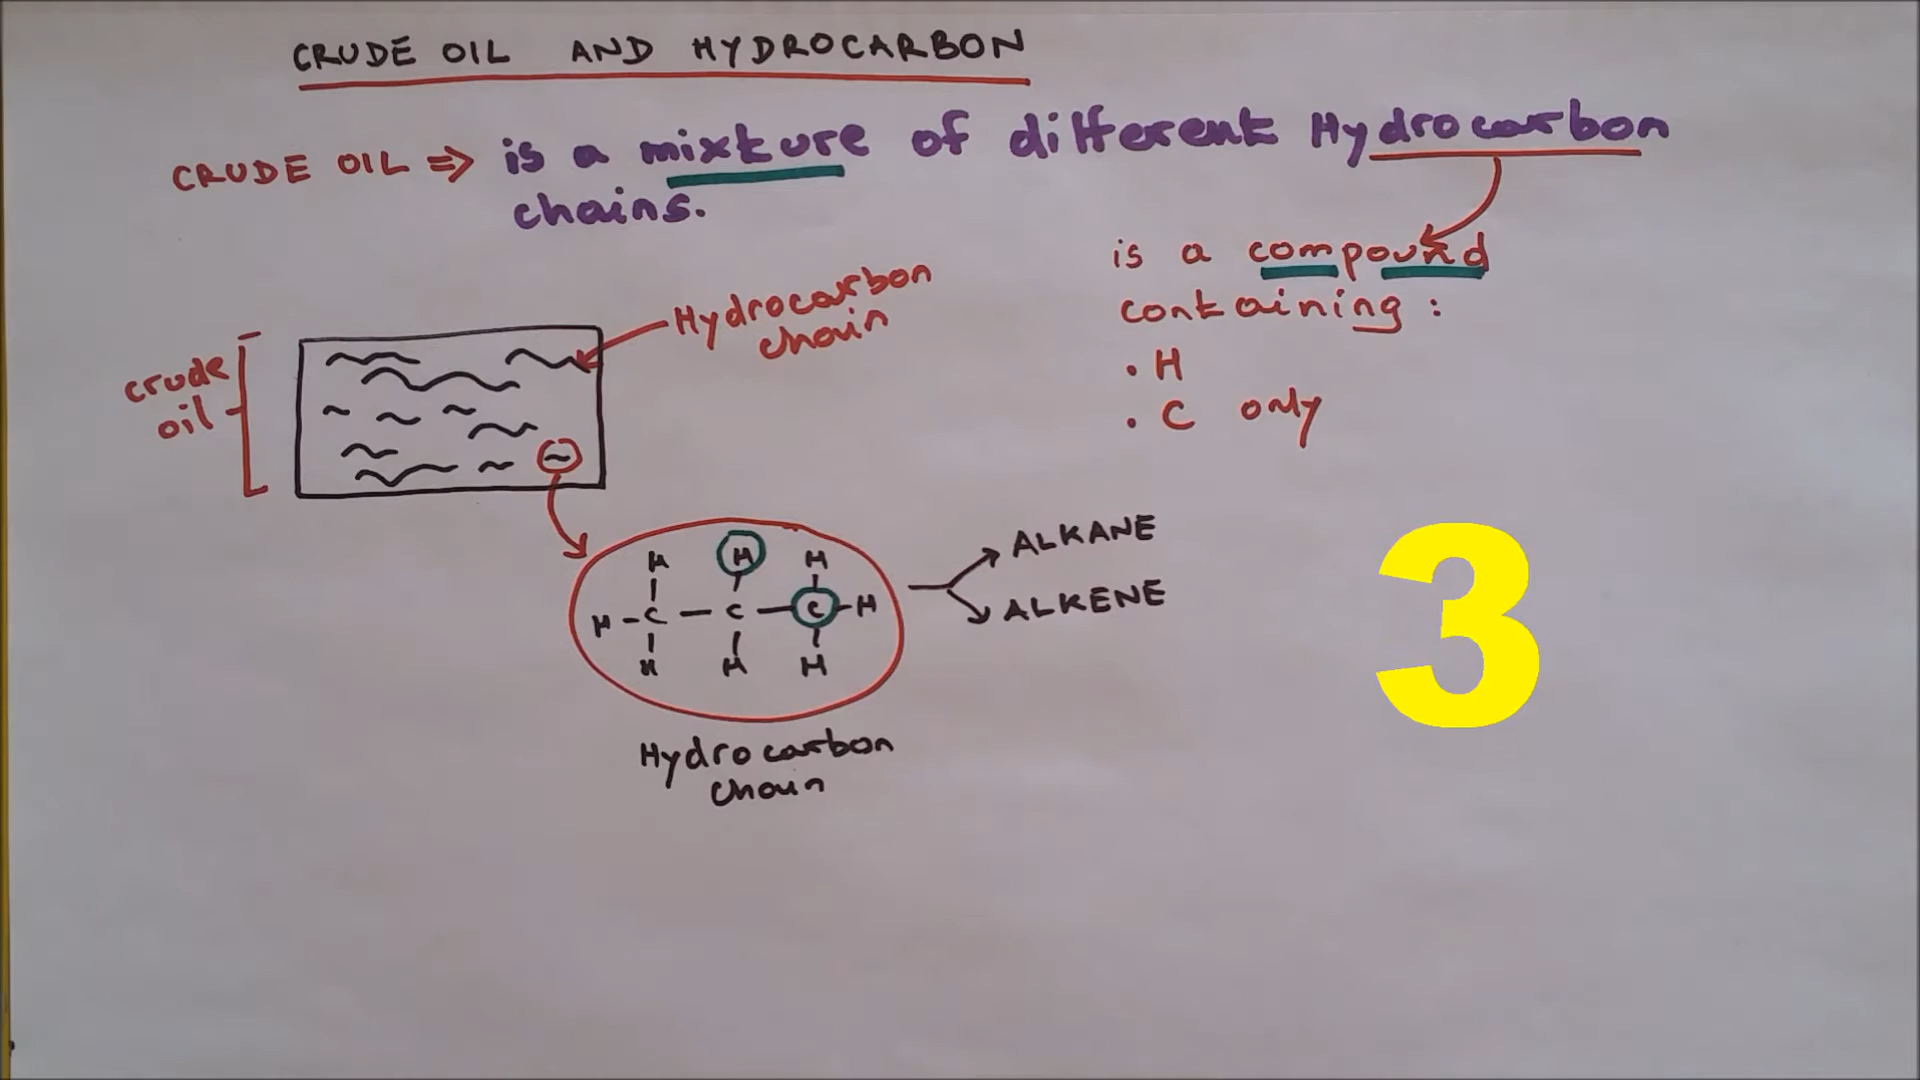 CRUDE OIL AND HYDROCARBON
CRUDE OIL ⇒ is a mixture of different Hydrocarbon
chains.
is a compound
containing:
• H
• C only
Hydrocarbon
chain
crude
oil
H H H
H - C - C - C - H
H H H
ALKANE
ALKENE
Hydrocarbon
chain
3